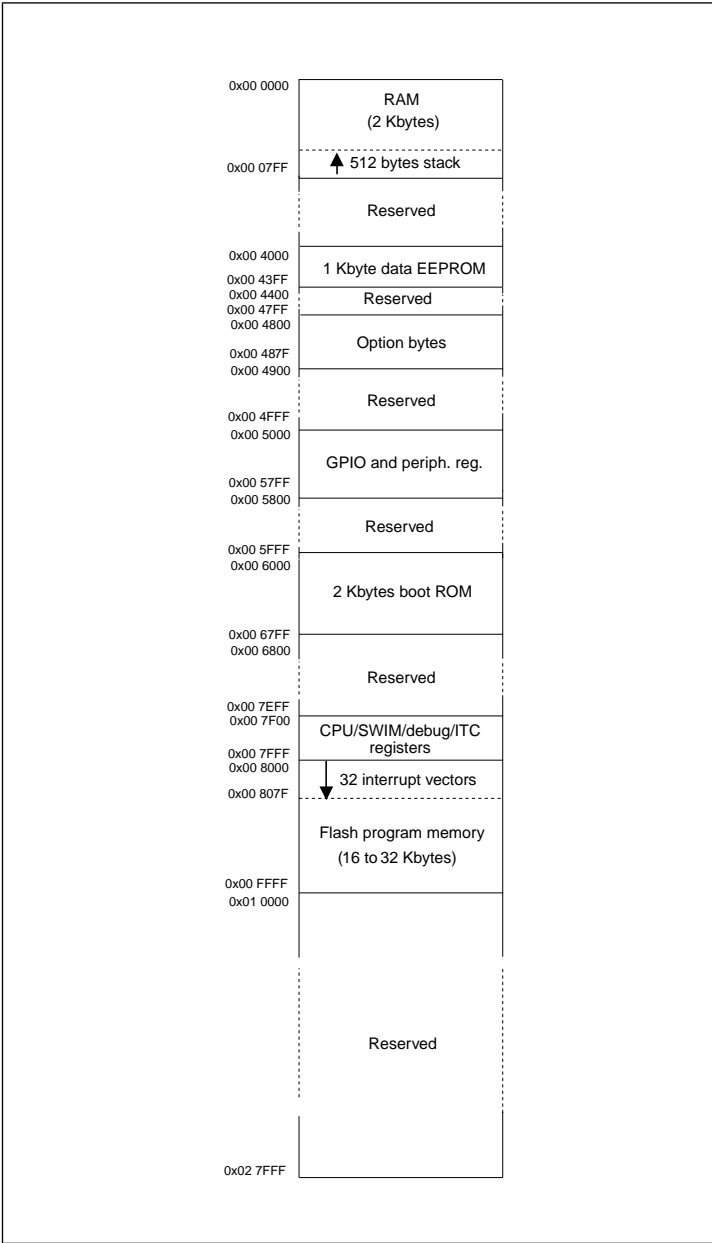 0x00 0000
RAM
(2 Kbytes)
512 bytes stack
0x00 07FF
Reserved
0x00 4000
1 Kbyte data EEPROM
0x00 43FF
0x00 4400
Reserved
0x00 47FF
0x00 4800
Option bytes
0x00 487F
0x00 4900
Reserved
0x00 4FFF
0x00 5000
GPIO and periph. reg.
0x00 57FF
0x00 5800
Reserved
0x00 5FFF
0x00 6000
2 Kbytes boot ROM
0x00 67FF
0x00 6800
Reserved
0x00 7EFF
0x00 7F00
CPU/SWIM/debug/ITC
registers
0x00 7FFF
0x00 8000
32 interrupt vectors
0x00 807F
Flash program memory
(16 to 32 Kbytes)
0x00 FFFF
0x01 0000
Reserved
0x02 7FFF